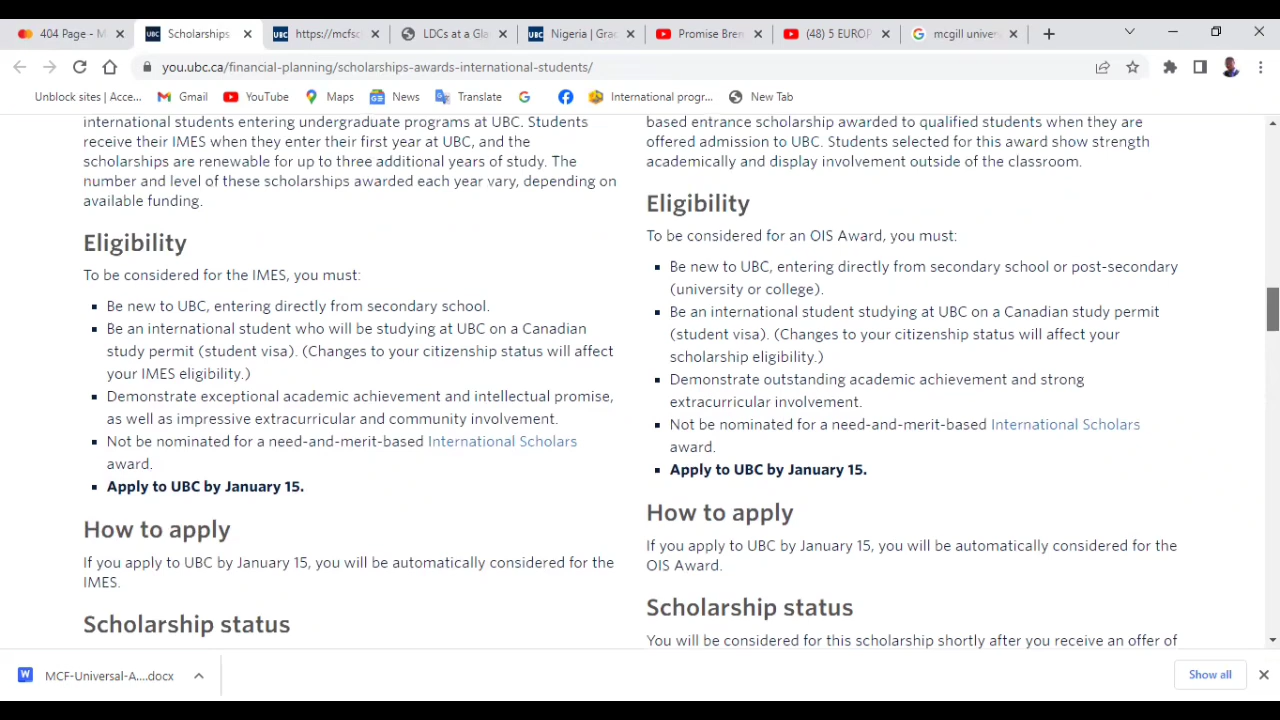 404 Page - M
Scholarships
https://mcfsc
LDCs at a Gla
Nigeria | Grac
Promise Bren
(48) 5 EUROP
mcgill univer
you.ubc.ca/financial-planning/scholarships-awards-international-students/
Unblock sites | Acce...
Gmail
YouTube
Maps
News
Translate
International progr...
New Tab
international students entering undergraduate programs at UBC. Students
receive their IMES when they enter their first year at UBC, and the
scholarships are renewable for up to three additional years of study. The
number and level of these scholarships awarded each year vary, depending on
available funding.
Eligibility
To be considered for the IMES, you must:
Be new to UBC, entering directly from secondary school.
Be an international student who will be studying at UBC on a Canadian
study permit (student visa). (Changes to your citizenship status will affect
your IMES eligibility.)
Demonstrate exceptional academic achievement and intellectual promise,
as well as impressive extracurricular and community involvement.
Not be nominated for a need-and-merit-based International Scholars
award.
Apply to UBC by January 15.
How to apply
If you apply to UBC by January 15, you will be automatically considered for the
IMES.
Scholarship status
based entrance scholarship awarded to qualified students when they are
offered admission to UBC. Students selected for this award show strength
academically and display involvement outside of the classroom.
Eligibility
To be considered for an OIS Award, you must:
Be new to UBC, entering directly from secondary school or post-secondary
(university or college).
Be an international student studying at UBC on a Canadian study permit
(student visa). (Changes to your citizenship status will affect your
scholarship eligibility.)
Demonstrate outstanding academic achievement and strong
extracurricular involvement.
Not be nominated for a need-and-merit-based International Scholars
award.
Apply to UBC by January 15.
How to apply
If you apply to UBC by January 15, you will be automatically considered for the
OIS Award.
Scholarship status
You will be considered for this scholarship shortly after you receive an offer of
MCF-Universal-A....docx
Show all